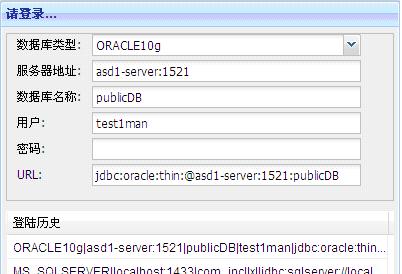 请登录...
数据库类型: ORACLE10g
服务器地址: asd1-server:1521
数据库名称: publicDB
用户: test1man
密码:
URL: jdbc:oracle:thin:@asd1-server:1521:publicDB
登陆历史
ORACLE10g|asd1-server:1521|publicDB|test1man|jdbc:oracle:thin...
MS_SQLSERVER|localhost:1433|com_incl|x|jdbc:sqlserver://local